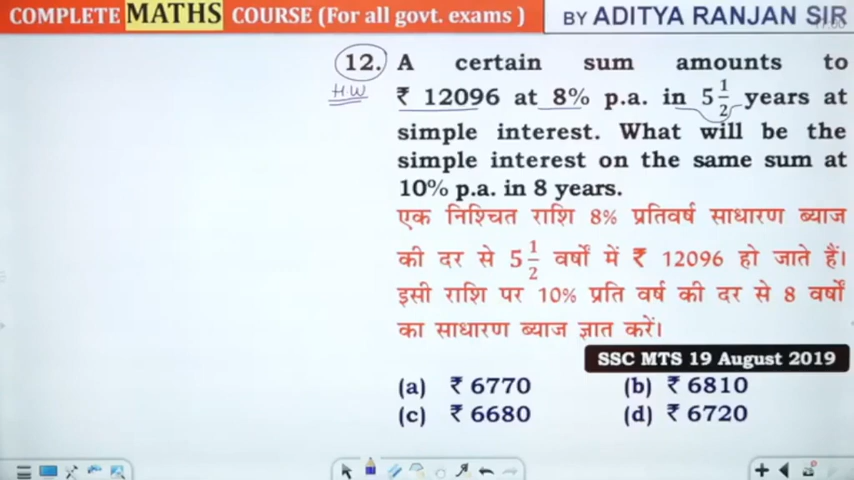 COMPLETE MATHS COURSE (For all govt. exams )
BY ADITYA RANJAN SIR
12. A certain sum amounts to
H.W ₹ 12096 at 8% p.a. in 5 1/2 years at
simple interest. What will be the
simple interest on the same sum at
10% p.a. in 8 years.
एक निश्चित राशि 8% प्रतिवर्ष साधारण ब्याज
की दर से 5 1/2 वर्षों में ₹ 12096 हो जाते हैं।
इसी राशि पर 10% प्रति वर्ष की दर से 8 वर्षों
का साधारण ब्याज ज्ञात करें।
SSC MTS 19 August 2019
(a) ₹ 6770 (b) ₹ 6810
(c) ₹ 6680 (d) ₹ 6720